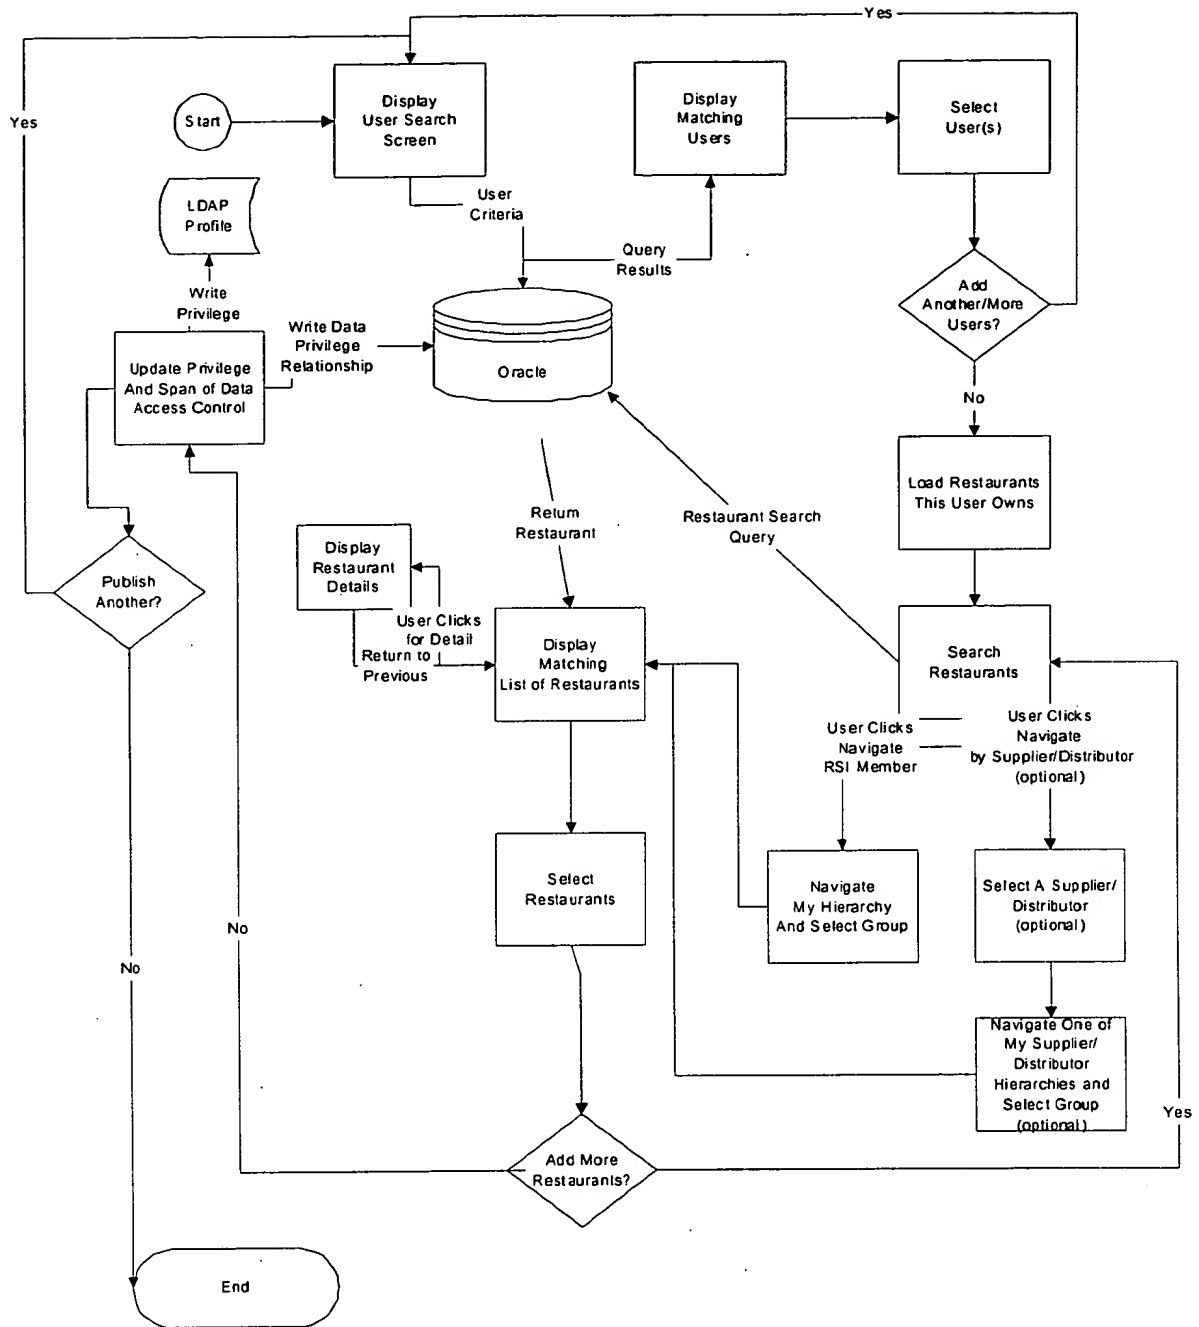 Yes
Yes
Start
Display
User Search
Screen
Display
Matching
Users
Select
User(s)
LDAP
Profile
User
Criteria
Query
Results
Add
Another/More
Users?
Write
Privilege
Write Data
Privilege
Relationship
Oracle
Update Privilege
And Span of Data
Access Control
No
Load Restaurants
This User Owns
Return
Restaurant
Restaurant Search
Query
Display
Restaurant
Details
Publish
Another?
User Clicks
for Detail
Return to
Previous
Display
Matching
List of Restaurants
Search
Restaurants
User Clicks
Navigate
RSI Member
User Clicks
Navigate
by Supplier/Distributor
(optional)
Select
Restaurants
Navigate
My Hierarchy
And Select Group
Select A Supplier/
Distributor
(optional)
No
No
Navigate One of
My Supplier/
Distributor
Hierarchies and
Select Group
(optional)
Yes
Add More
Restaurants?
End